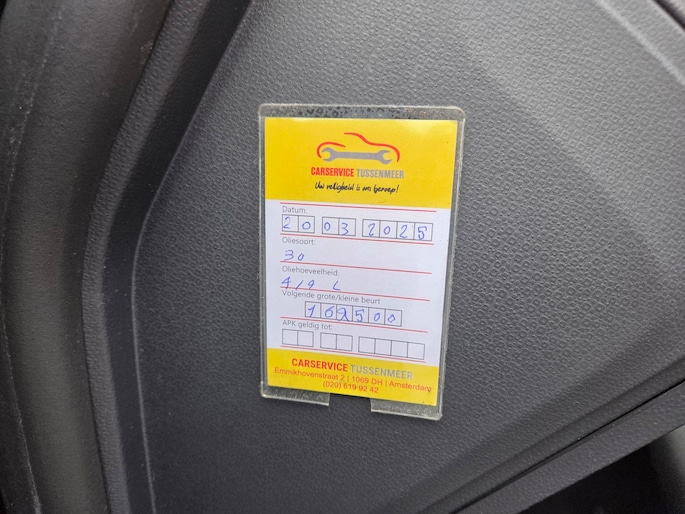 CARSERVICE TUSSENMEER
Uw veiligheid is ons beroep!
Datum:
20 03 2025
Oliesoort:
30
Oliehoeveelheid:
4,9 L
Volgende grote/kleine beurt
162500
APK geldig tot:
CARSERVICE TUSSENMEER
Emmikhovenstraat 2 | 1069 DH | Amsterdam
(020) 619 92 42